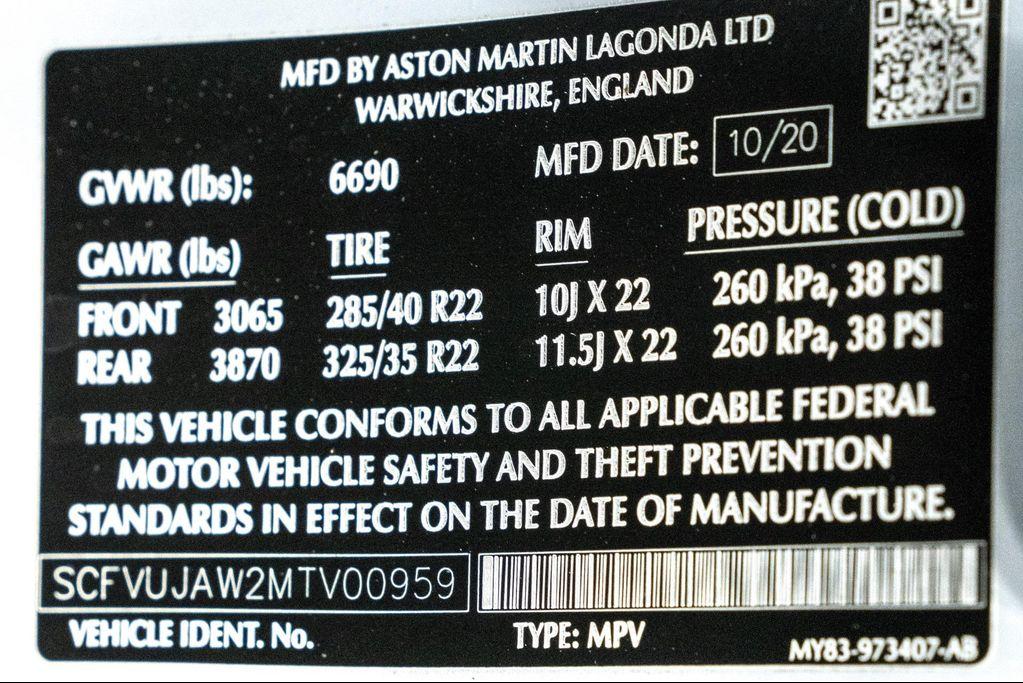 MFD BY ASTON MARTIN LAGONDA LTD
WARWICKSHIRE, ENGLAND
GVWR (lbs): 6690 MFD DATE: 10/20
GAWR (lbs) TIRE RIM PRESSURE (COLD)
FRONT 3065 285/40 R22 10J X 22 260 kPa, 38 PSI
REAR 3870 325/35 R22 11.5J X 22 260 kPa, 38 PSI
THIS VEHICLE CONFORMS TO ALL APPLICABLE FEDERAL
MOTOR VEHICLE SAFETY AND THEFT PREVENTION
STANDARDS IN EFFECT ON THE DATE OF MANUFACTURE.
SCFVUJAW2MTV00959
VEHICLE IDENT. No. TYPE: MPV MY83-973407-AB